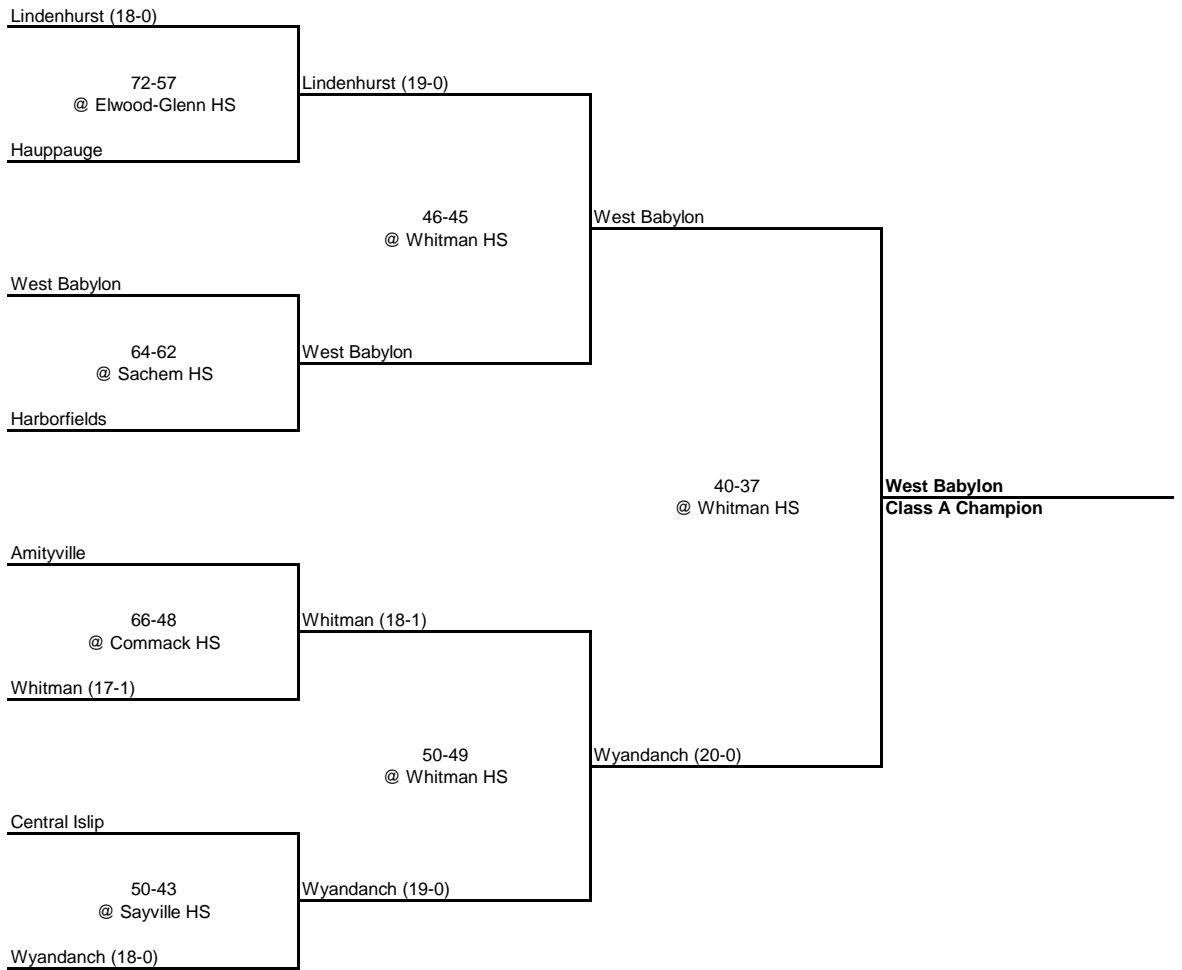 Lindenhurst (18-0)
72-57
@ Elwood-Glenn HS
Lindenhurst (19-0)
Hauppauge
46-45
@ Whitman HS
West Babylon
West Babylon
64-62
@ Sachem HS
West Babylon
Harborfields
40-37
@ Whitman HS
West Babylon
Class A Champion
Amityville
66-48
@ Commack HS
Whitman (18-1)
Whitman (17-1)
50-49
@ Whitman HS
Wyandanch (20-0)
Central Islip
50-43
@ Sayville HS
Wyandanch (19-0)
Wyandanch (18-0)